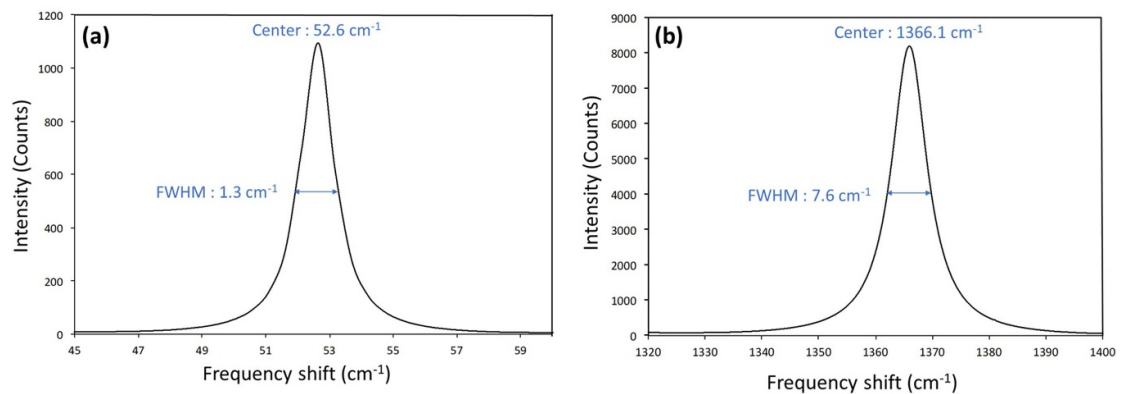 (a)
Center : 52.6 cm⁻¹
FWHM : 1.3 cm⁻¹
Intensity (Counts)
1200
1000
800
600
400
200
0
45 47 49 51 53 55 57 59
Frequency shift (cm⁻¹)
(b)
Center : 1366.1 cm⁻¹
FWHM : 7.6 cm⁻¹
Intensity (Counts)
9000
8000
7000
6000
5000
4000
3000
2000
1000
0
1320 1330 1340 1350 1360 1370 1380 1390 1400
Frequency shift (cm⁻¹)